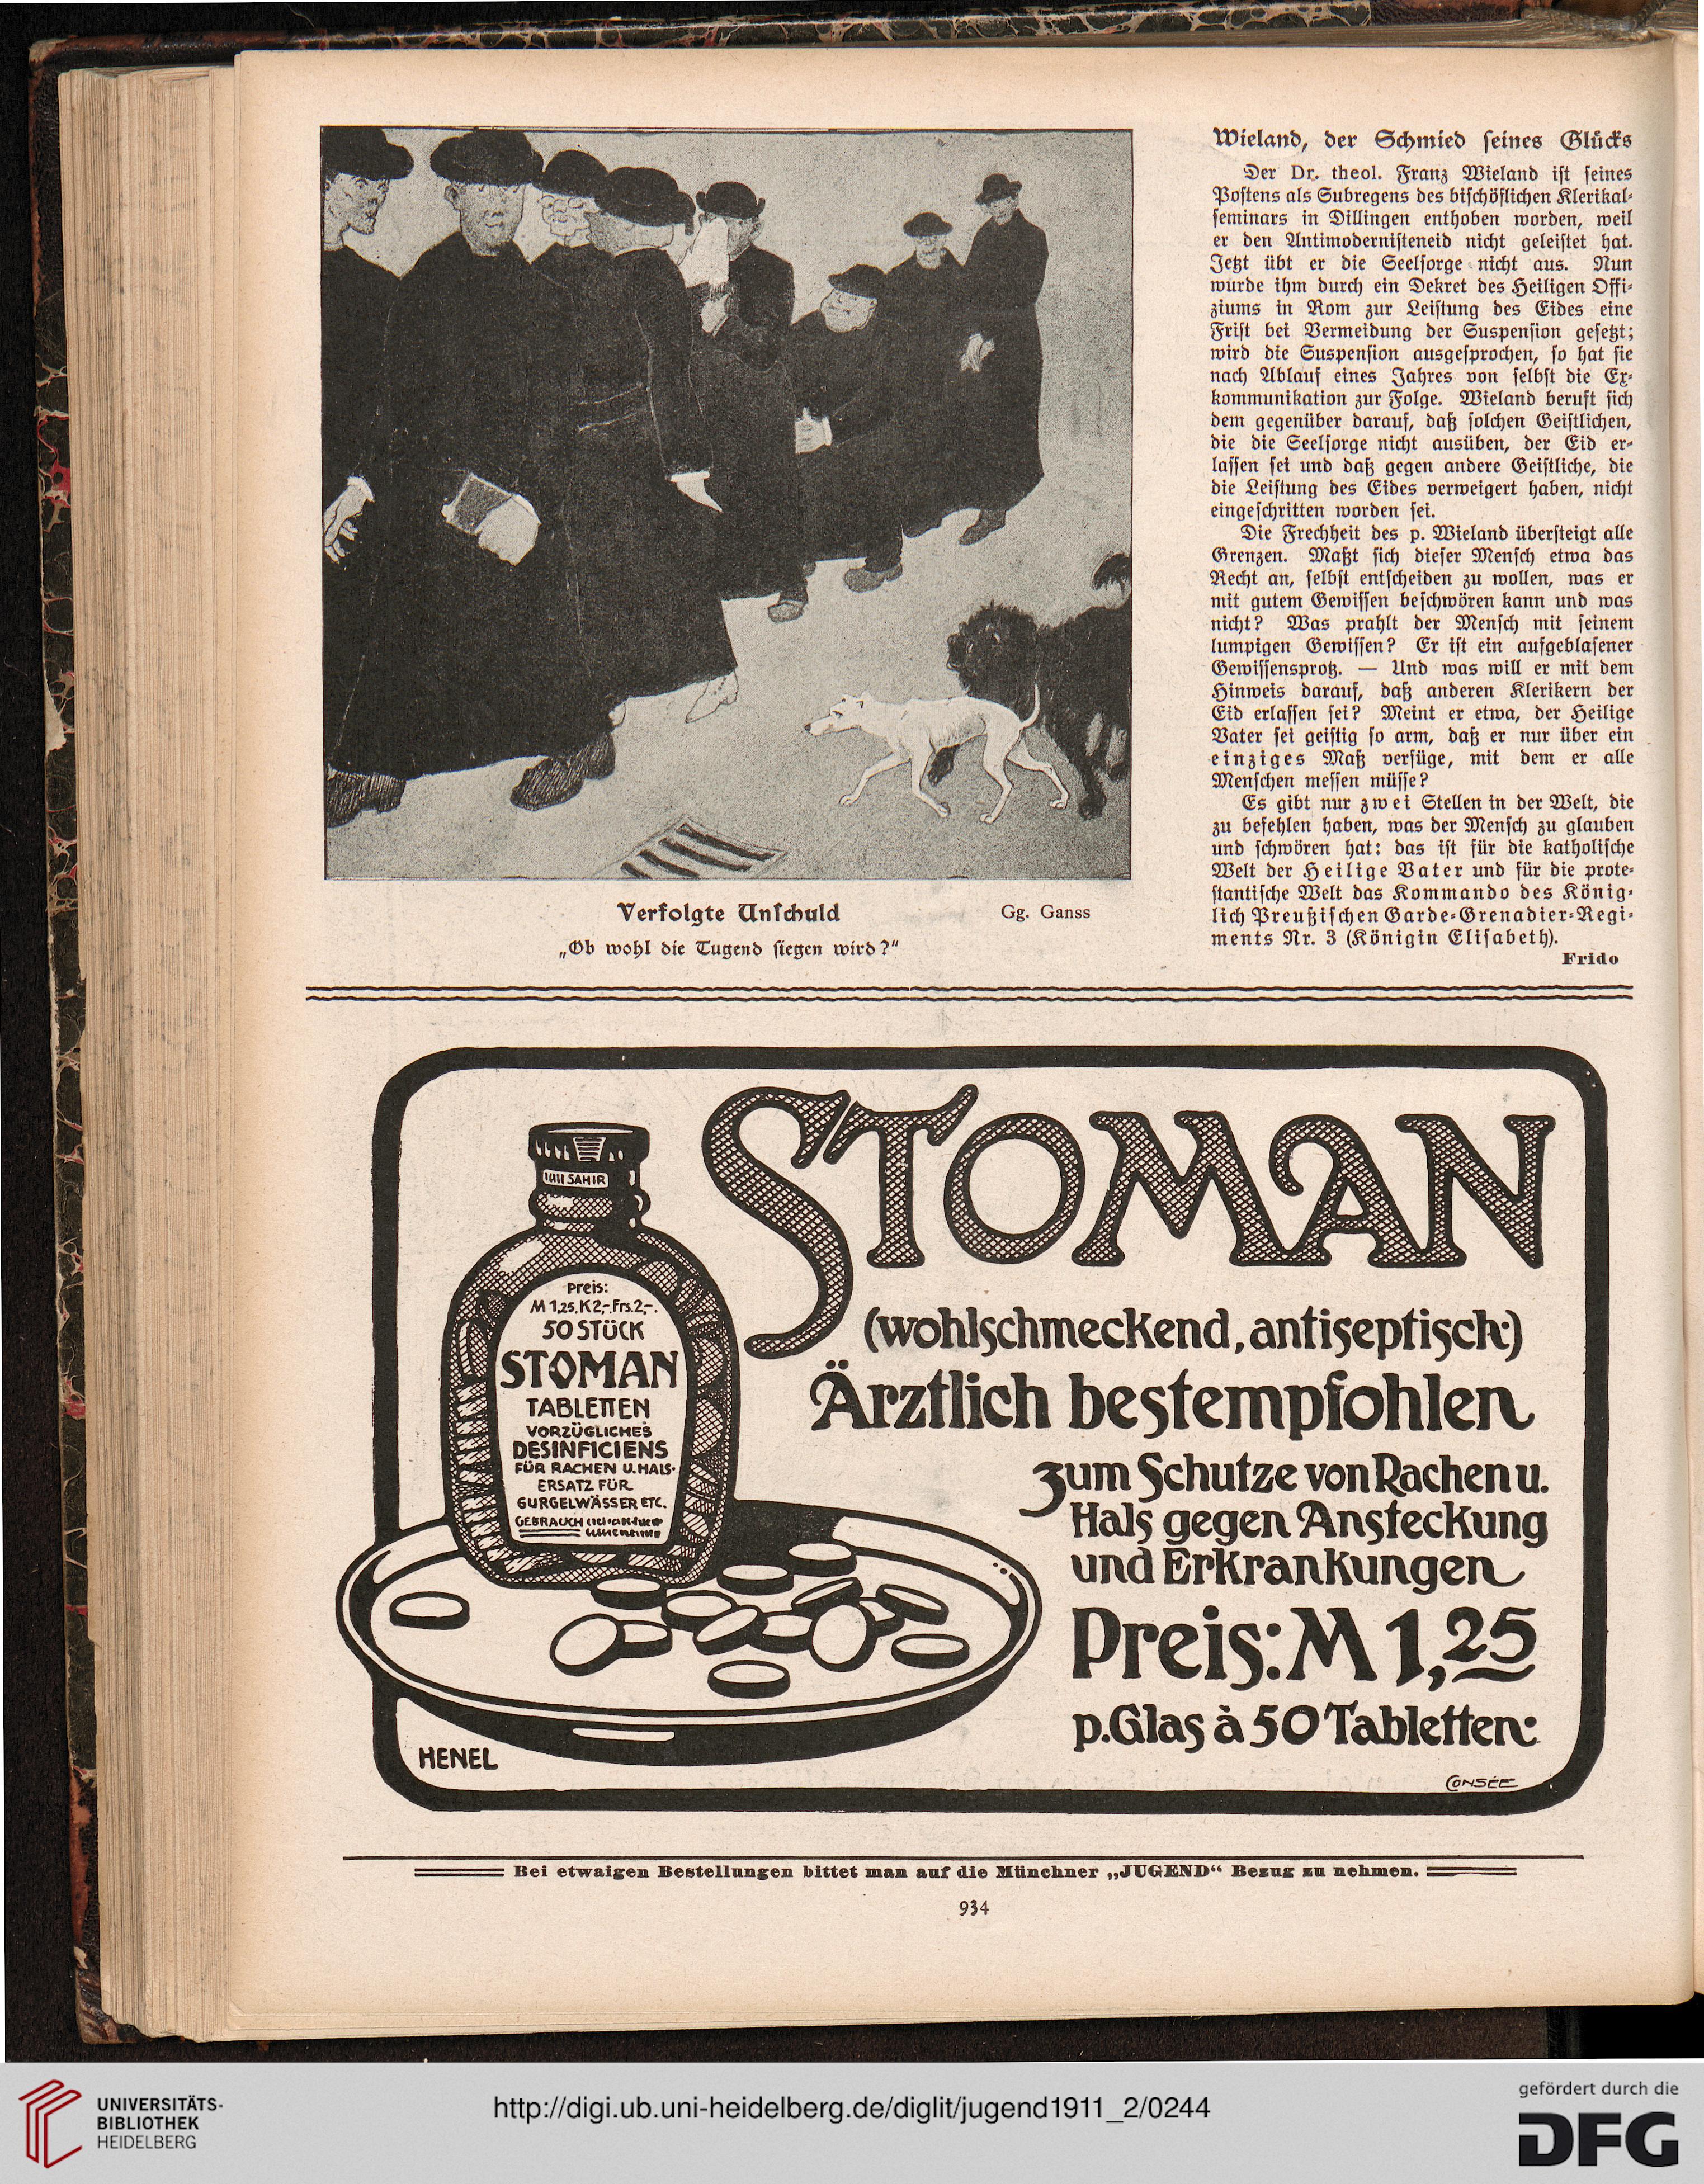 Verfolgte Unschuld
Gg. Ganss
„Ob wohl die Tugend siegen wird?“
Wieland, der Schmied seines Glücks
Der Dr. theol. Franz Wieland ist seines
Postens als Subregens des bischöflichen Klerikal-
seminars in Dillingen enthoben worden, weil
er den Antimodernisteneid nicht geleistet hat.
Jetzt übt er die Seelsorge nicht aus. Nun
wurde ihm durch ein Dekret des Heiligen Offi-
ziums in Rom zur Leistung des Eides eine
Frist bei Vermeidung der Suspension gesetzt;
wird die Suspension ausgesprochen, so hat sie
nach Ablauf eines Jahres von selbst die Ex-
kommunikation zur Folge. Wieland beruft sich
dem gegenüber darauf, daß solchen Geistlichen,
die die Seelsorge nicht ausüben, der Eid er-
lassen sei und daß gegen andere Geistliche, die
die Leistung des Eides verweigert haben, nicht
eingeschritten worden sei.
Die Frechheit des p. Wieland übersteigt alle
Grenzen. Maßt sich dieser Mensch etwa das
Recht an, selbst entscheiden zu wollen, was er
mit gutem Gewissen beschwören kann und was
nicht? Was prahlt der Mensch mit seinem
lumpigen Gewissen? Er ist ein aufgeblasener
Gewissensprotz. — Und was will er mit dem
Hinweis darauf, daß anderen Klerikern der
Eid erlassen sei? Meint er etwa, der Heilige
Vater sei geistig so arm, daß er nur über ein
einziges Maß verfüge, mit dem er alle
Menschen messen müsse?
Es gibt nur zwei Stellen in der Welt, die
zu befehlen haben, was der Mensch zu glauben
und schwören hat: das ist für die katholische
Welt der Heilige Vater und für die prote-
stantische Welt das Kommando des König-
lich Preußischen Garde-Grenadier-Regi-
ments Nr. 3 (Königin Elisabeth).
Frido
STOMAN
(wohlschmeckend, antiseptisch)
Ärztlich bestempfohlen
zum Schutze von Rachen u.
Hals gegen Ansteckung
und Erkrankungen
Preis: M 1,25
p. Glas à 50 Tabletten
SAHIR
Preis:
M 1,25. K 2,-. Frs. 2,-.
50 STÜCK
STOMAN
TABLETTEN
VORZÜGLICHES
DESINFICIENS
FÜR RACHEN U. HALS-
ERSATZ FÜR
GURGELWÄSSER ETC.
GEBRAUCH
HENEL
CONSÉE
Bei etwaigen Bestellungen bittet man auf die Münchner „JUGEND“ Bezug zu nehmen.
934
UNIVERSITÄTS-
BIBLIOTHEK
HEIDELBERG
http://digi.ub.uni-heidelberg.de/diglit/jugend1911_2/0244
gefördert durch die
DFG